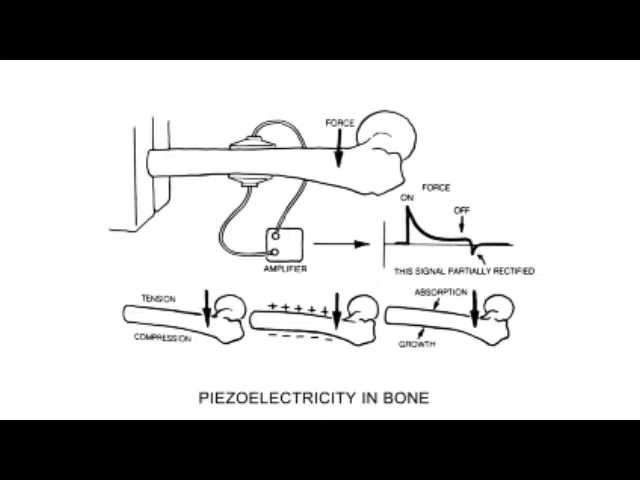 FORCE
ON
FORCE
OFF
AMPLIFIER
THIS SIGNAL PARTIALLY RECTIFIED
TENSION
COMPRESSION
+ + + + +
– – – – –
ABSORPTION
GROWTH
PIEZOELECTRICITY IN BONE